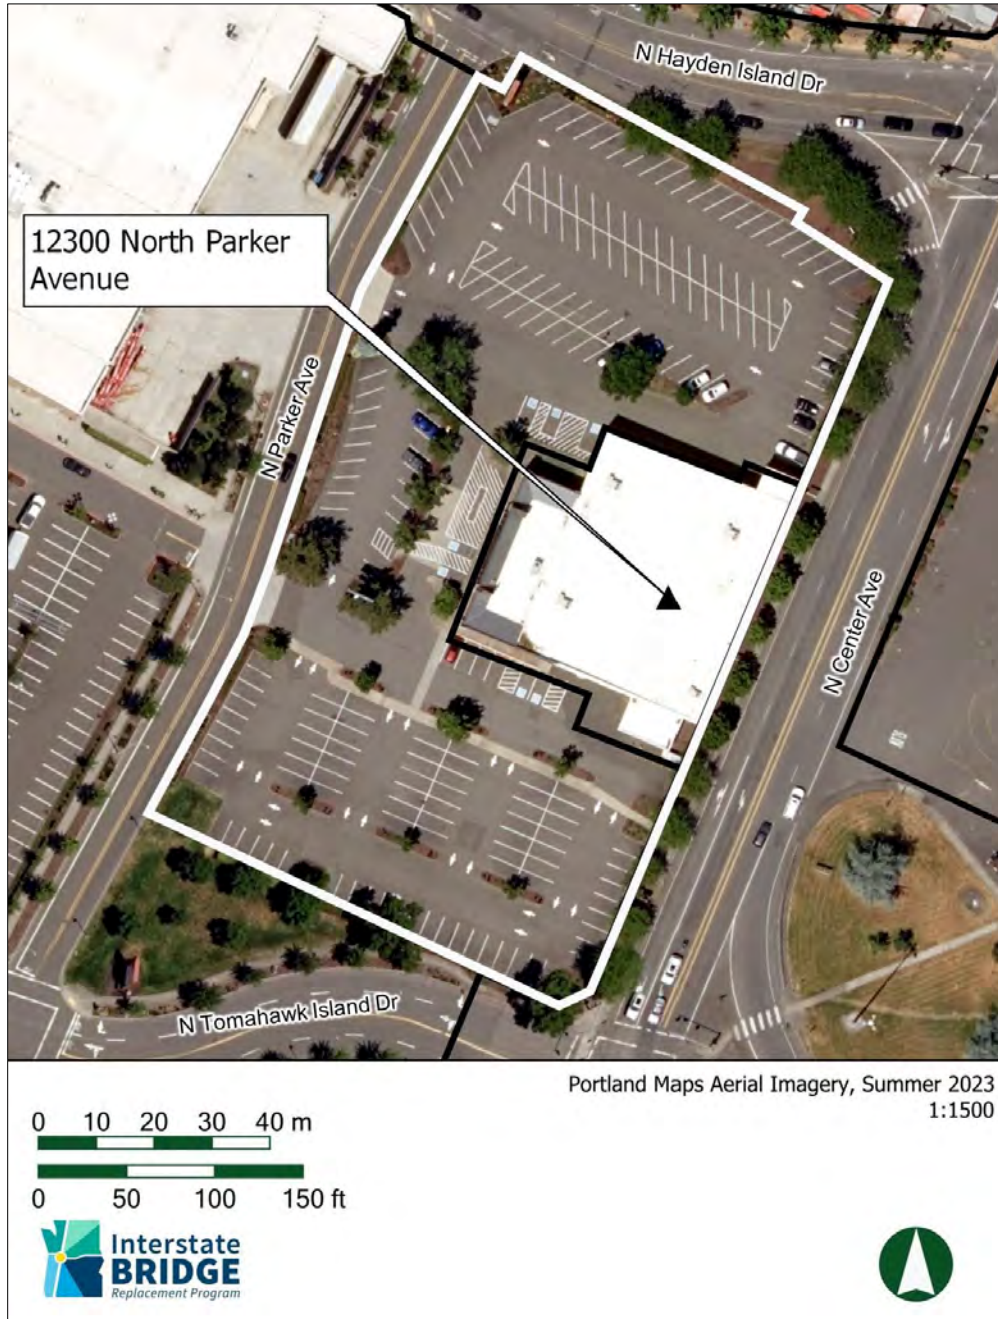 N Hayden Island Dr
12300 North Parker
Avenue
N Parker Ave
N Center Ave
N Tomahawk Island Dr
Portland Maps Aerial Imagery, Summer 2023
1:1500
0 10 20 30 40 m
0 50 100 150 ft
Interstate
BRIDGE
Replacement Program